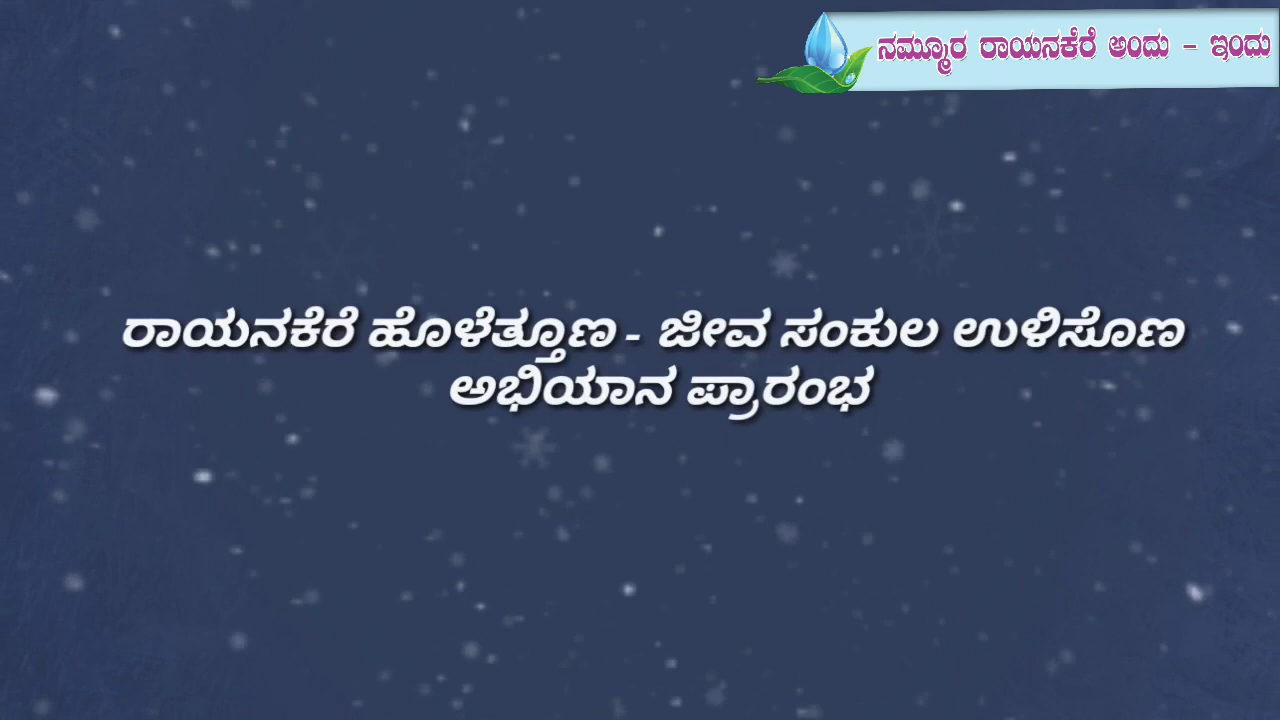 ನಮ್ಮೂರ ರಾಯನಕೆರೆ ಅಂದು - ಇಂದು
ರಾಯನಕೆರೆ ಹೊಳೆತ್ತೂಣ - ಜೀವ ಸಂಕುಲ ಉಳಿಸೊಣ
ಅಭಿಯಾನ ಪ್ರಾರಂಭ